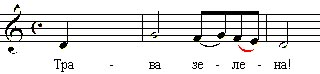 Тра - ва зе - ле - на!